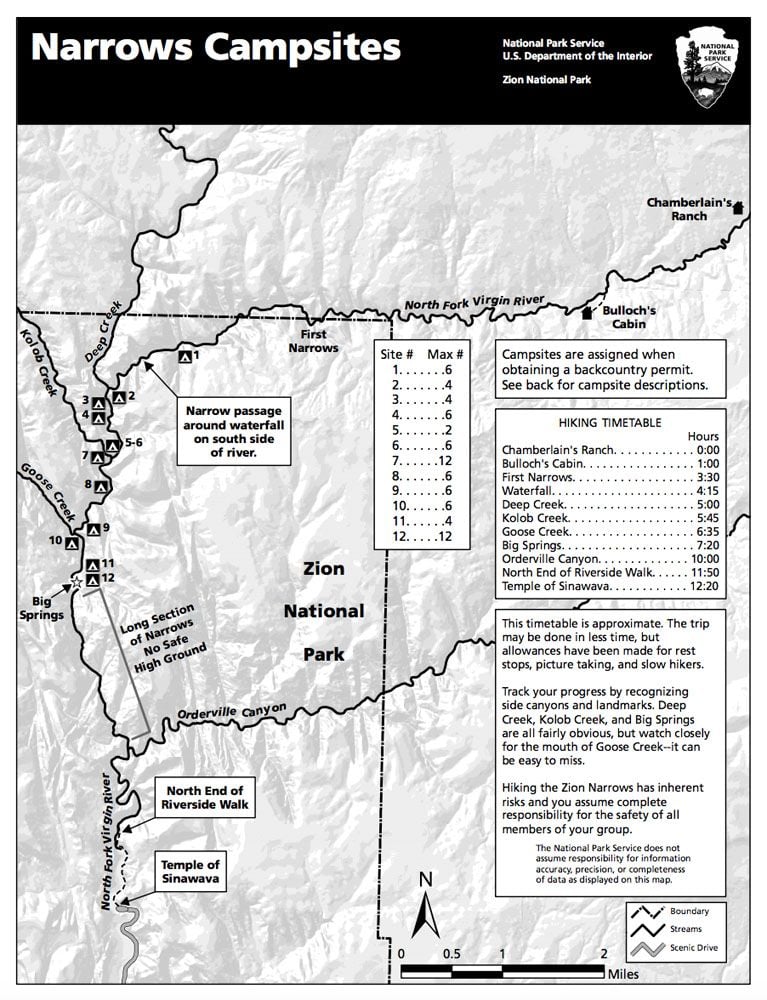 Narrows Campsites
National Park Service
U.S. Department of the Interior
Zion National Park
NATIONAL
PARK
SERVICE
Chamberlain's
Ranch
North Fork Virgin River
Bulloch's
Cabin
First
Narrows
Deep Creek
Kolob Creek
1
2
3
4
Narrow passage
around waterfall
on south side
of river.
5-6
7
8
Goose Creek
9
10
11
12
Big
Springs
Long Section
of Narrows
No Safe
High Ground
Zion
National
Park
Orderville Canyon
North End of
Riverside Walk
North Fork Virgin River
Temple of
Sinawava
Site # Max #
1.......6
2.......4
3.......4
4.......6
5.......2
6.......6
7......12
8.......6
9.......6
10......6
11......4
12.....12
Campsites are assigned when
obtaining a backcountry permit.
See back for campsite descriptions.
HIKING TIMETABLE
Hours
Chamberlain's Ranch............ 0:00
Bulloch's Cabin................. 1:00
First Narrows................... 3:30
Waterfall....................... 4:15
Deep Creek..................... 5:00
Kolob Creek.................... 5:45
Goose Creek.................... 6:35
Big Springs..................... 7:20
Orderville Canyon.............. 10:00
North End of Riverside Walk...... 11:50
Temple of Sinawava............ 12:20
This timetable is approximate. The trip
may be done in less time, but
allowances have been made for rest
stops, picture taking, and slow hikers.
Track your progress by recognizing
side canyons and landmarks. Deep
Creek, Kolob Creek, and Big Springs
are all fairly obvious, but watch closely
for the mouth of Goose Creek--it can
be easy to miss.
Hiking the Zion Narrows has inherent
risks and you assume complete
responsibility for the safety of all
members of your group.
The National Park Service does not
assume responsibility for information
accuracy, precision, or completeness
of data as displayed on this map.
N
0 0.5 1 2
Miles
Boundary
Streams
Scenic Drive